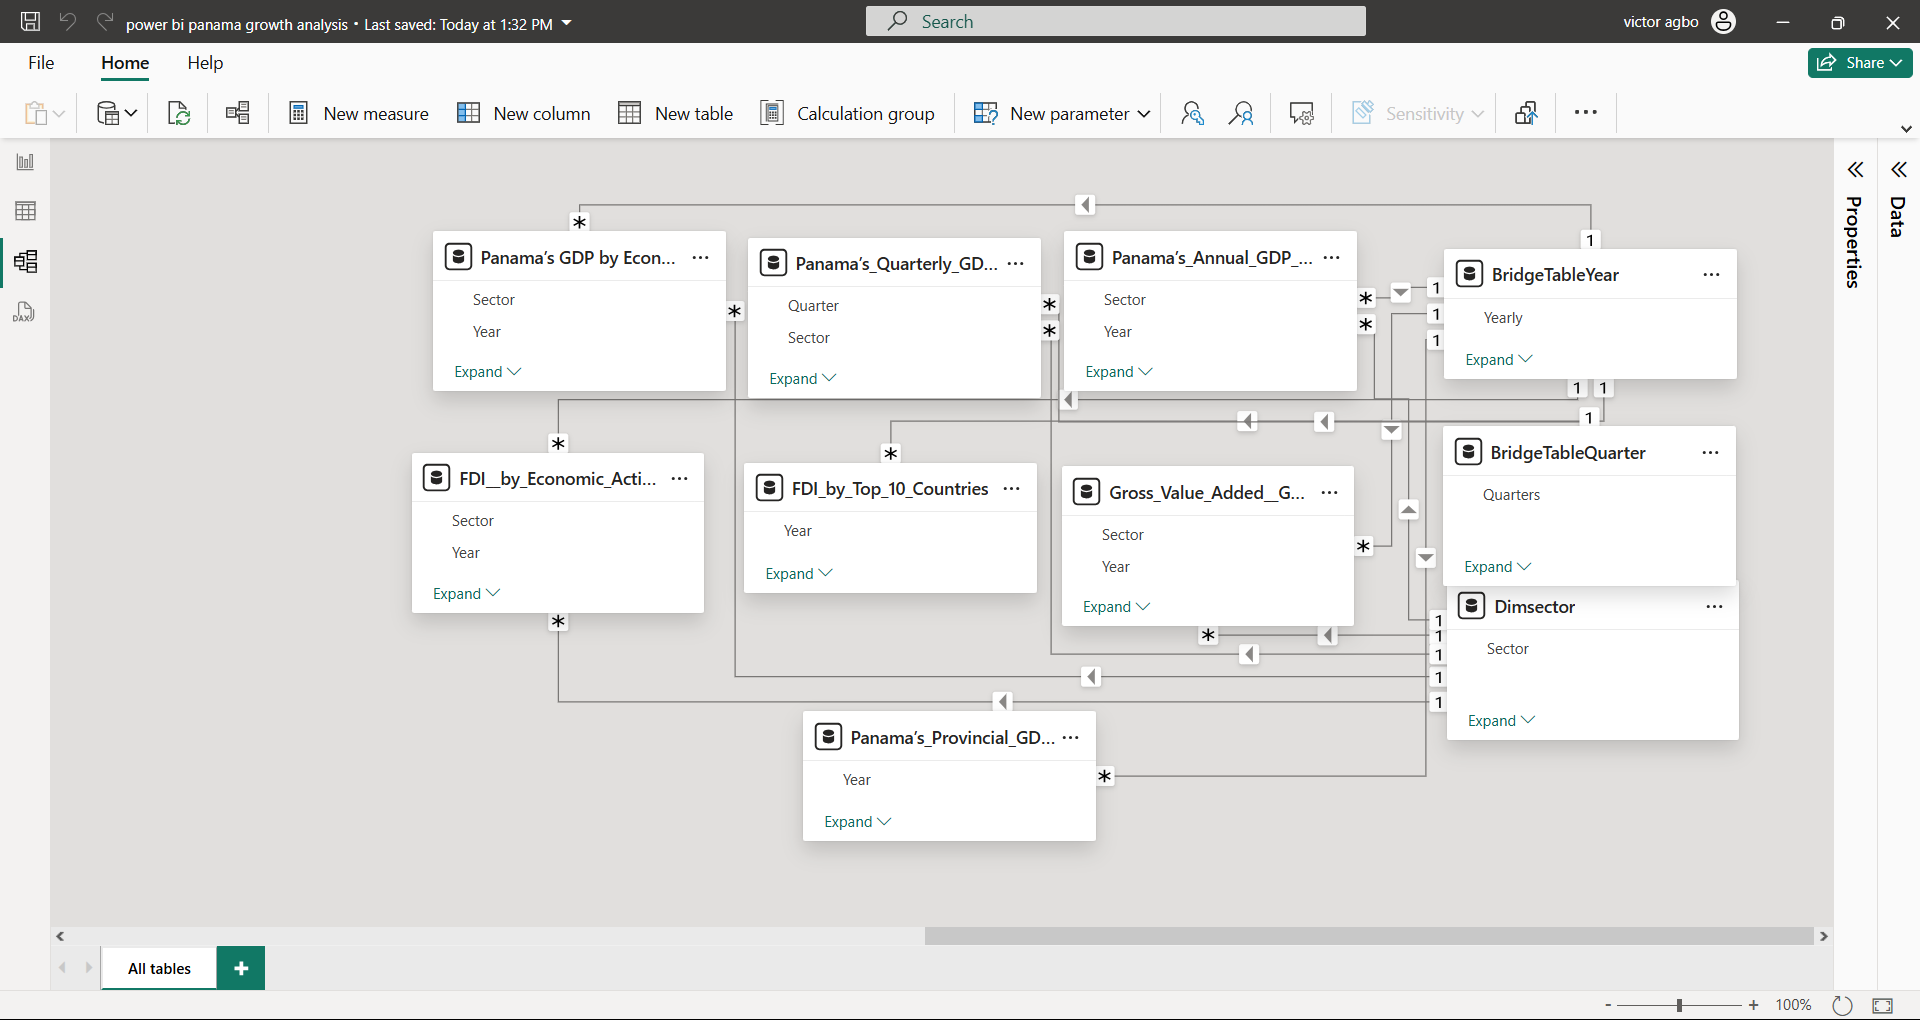 power bi panama growth analysis • Last saved: Today at 1:32 PM
Search
victor agbo
File
Home
Help
Share
New measure
New column
New table
Calculation group
New parameter
Sensitivity
Properties
Data
DAX
*
1
Panama's GDP by Econ...
Sector
Year
Expand
*
Panama's_Quarterly_GD...
Quarter
Sector
Expand
*
*
Panama's_Annual_GDP_...
Sector
Year
Expand
*
*
1
1
1
BridgeTableYear
Yearly
Expand
1
1
1
*
FDI__by_Economic_Acti...
Sector
Year
Expand
*
*
FDI_by_Top_10_Countries
Year
Expand
Gross_Value_Added__G...
Sector
Year
Expand
*
*
BridgeTableQuarter
Quarters
Expand
1
1
1
1
1
Dimsector
Sector
Expand
Panama's_Provincial_GD...
Year
Expand
*
All tables
+
- + 100%